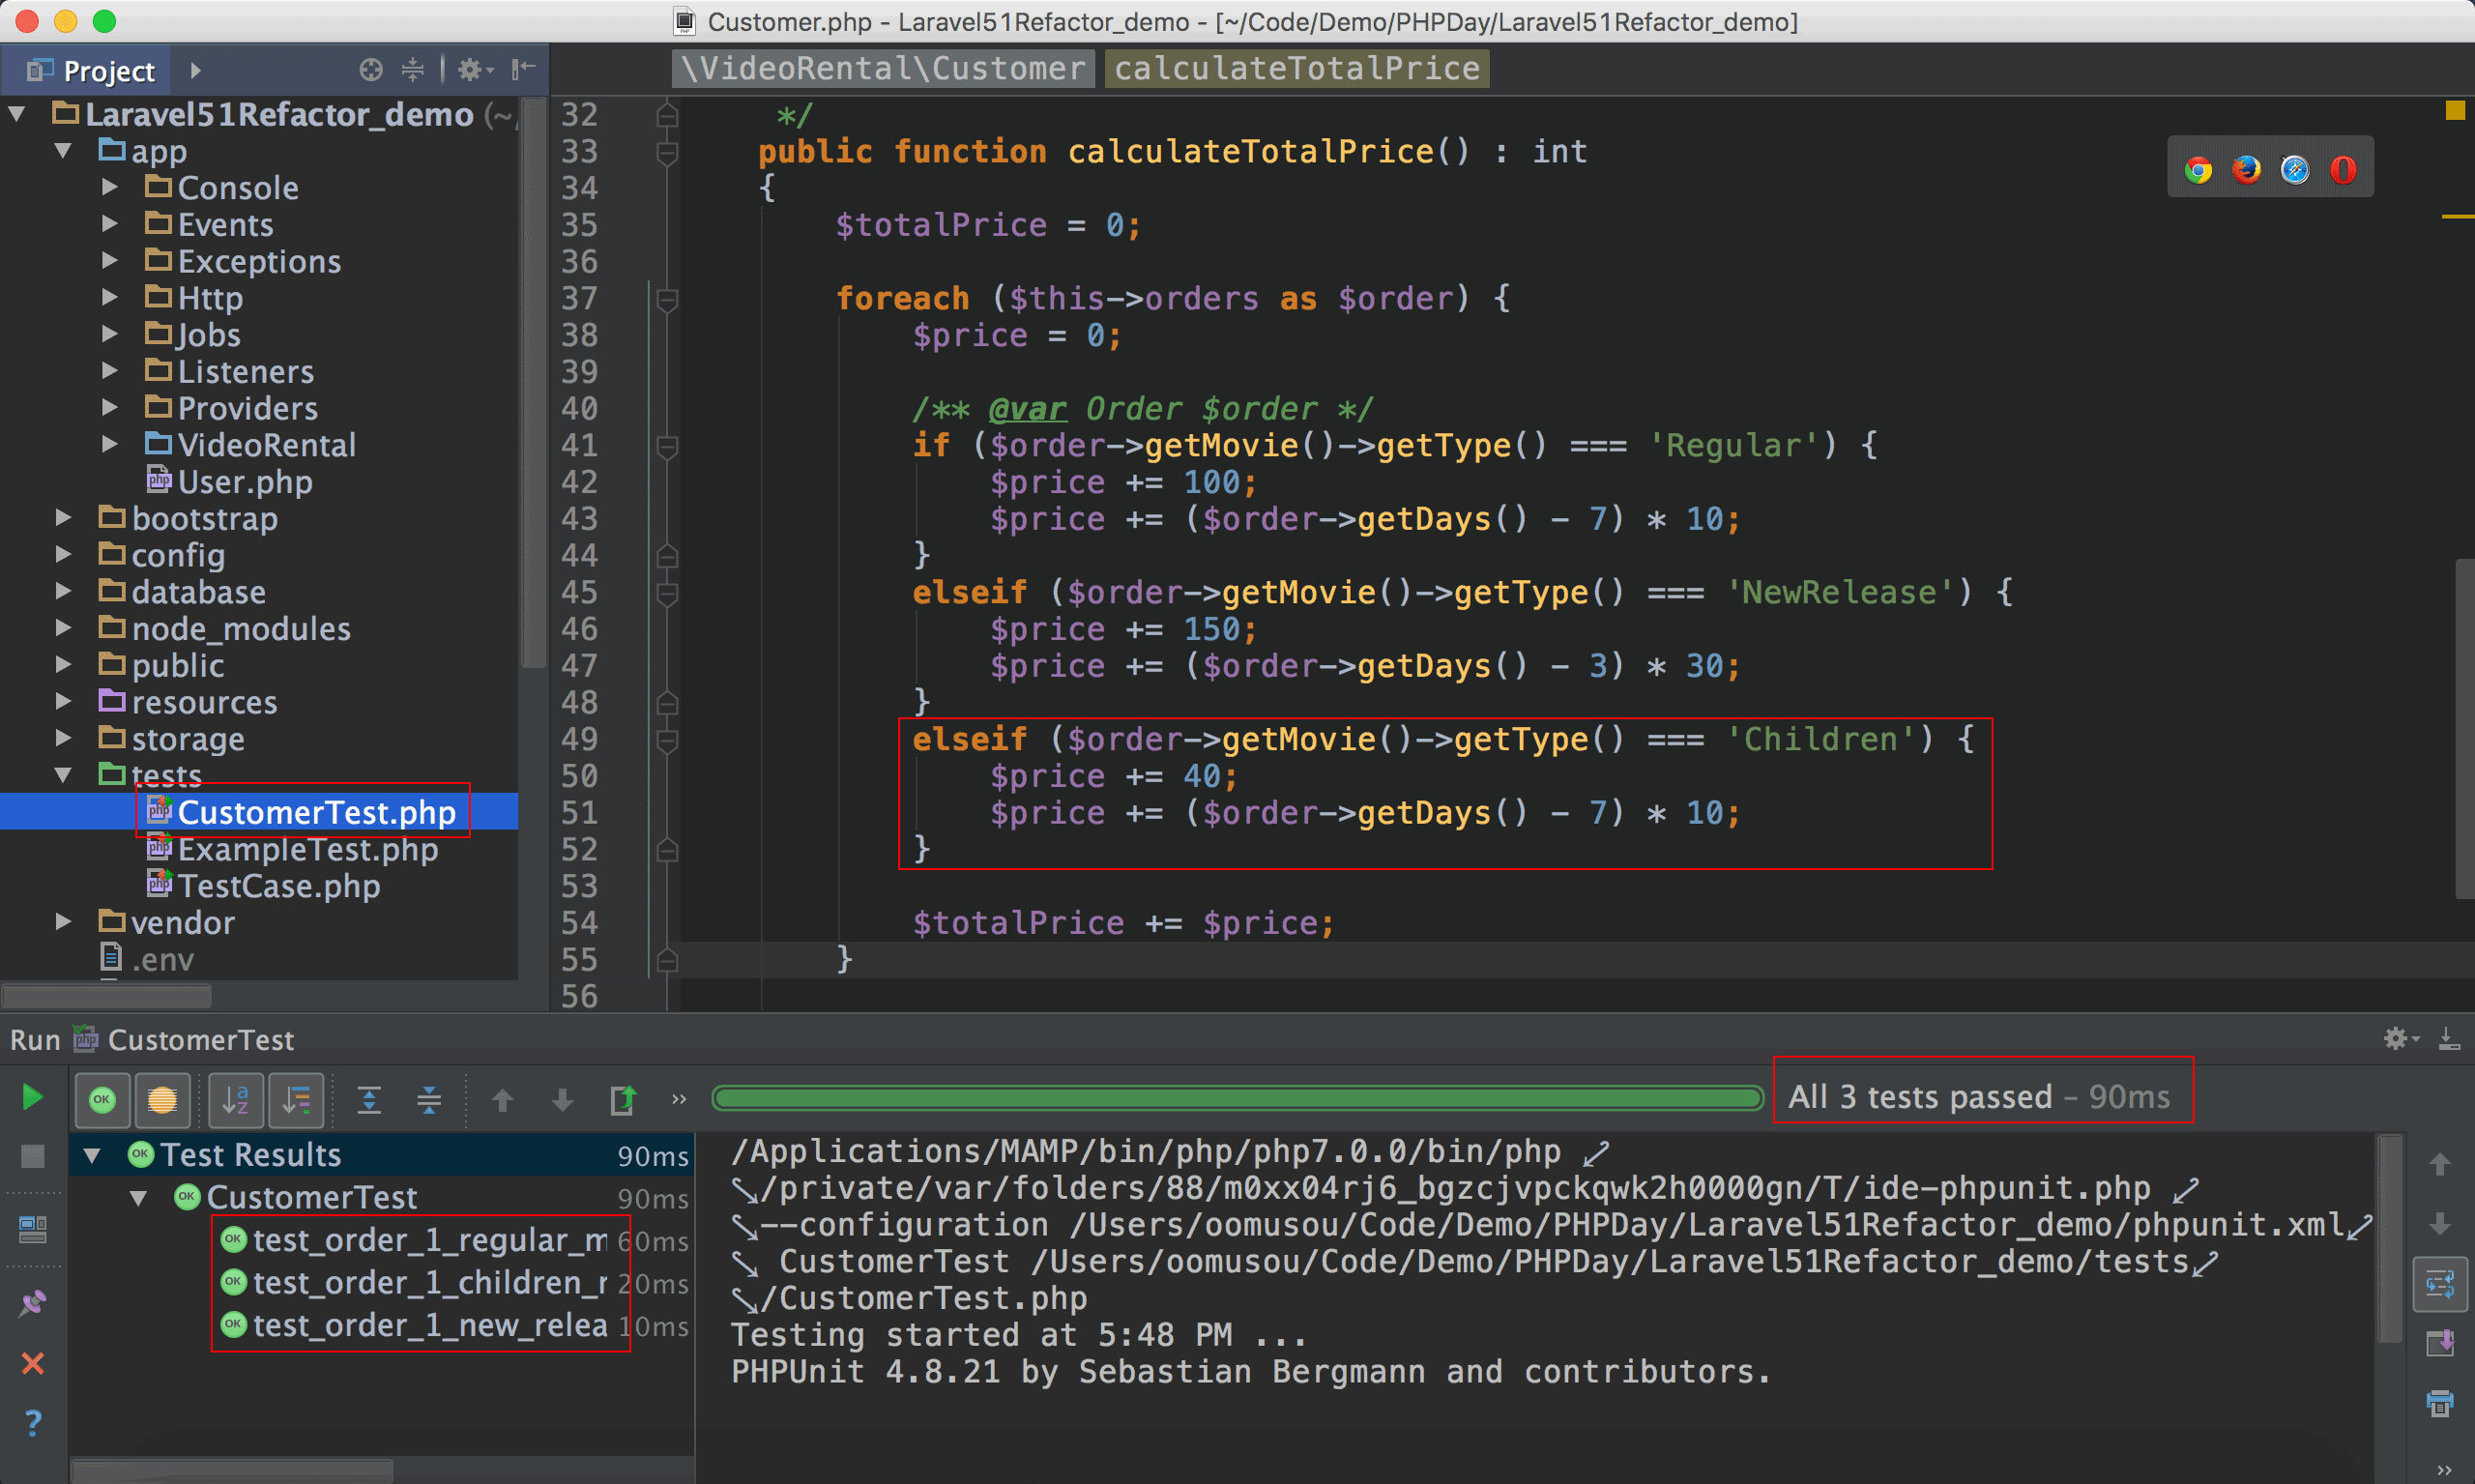 Customer.php - Laravel51Refactor_demo - [~/Code/Demo/PHPDay/Laravel51Refactor_demo]
Project
\VideoRental\Customer calculateTotalPrice
Laravel51Refactor_demo (~,
app
Console
Events
Exceptions
Http
Jobs
Listeners
Providers
VideoRental
User.php
bootstrap
config
database
node_modules
public
resources
storage
tests
CustomerTest.php
ExampleTest.php
TestCase.php
vendor
.env
32 */
33 public function calculateTotalPrice() : int
34 {
35 $totalPrice = 0;
36
37 foreach ($this->orders as $order) {
38 $price = 0;
39
40 /** @var Order $order */
41 if ($order->getMovie()->getType() === 'Regular') {
42 $price += 100;
43 $price += ($order->getDays() - 7) * 10;
44 }
45 elseif ($order->getMovie()->getType() === 'NewRelease') {
46 $price += 150;
47 $price += ($order->getDays() - 3) * 30;
48 }
49 elseif ($order->getMovie()->getType() === 'Children') {
50 $price += 40;
51 $price += ($order->getDays() - 7) * 10;
52 }
53
54 $totalPrice += $price;
55 }
56
Run CustomerTest
All 3 tests passed – 90ms
Test Results 90ms
CustomerTest 90ms
test_order_1_regular_m 60ms
test_order_1_children_r 20ms
test_order_1_new_relea 10ms
/Applications/MAMP/bin/php/php7.0.0/bin/php
/private/var/folders/88/m0xx04rj6_bgzcjvpckqwk2h0000gn/T/ide-phpunit.php
--configuration /Users/oomusou/Code/Demo/PHPDay/Laravel51Refactor_demo/phpunit.xml
CustomerTest /Users/oomusou/Code/Demo/PHPDay/Laravel51Refactor_demo/tests
/CustomerTest.php
Testing started at 5:48 PM ...
PHPUnit 4.8.21 by Sebastian Bergmann and contributors.